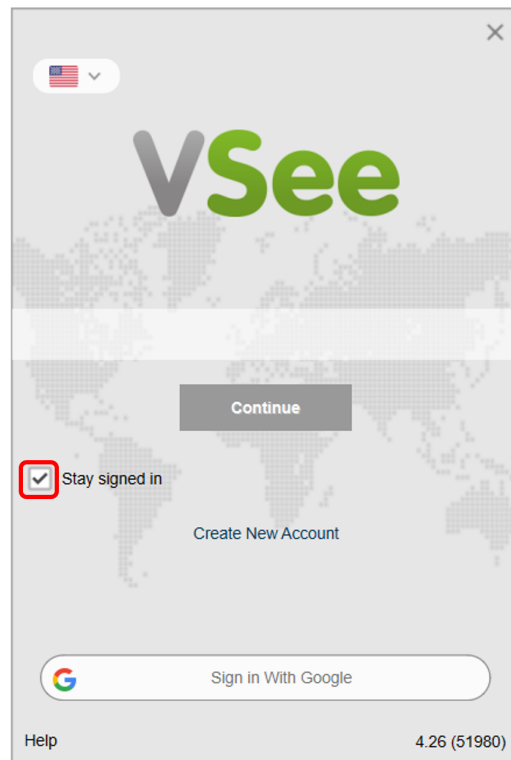 VSee
Continue
Stay signed in
Create New Account
Sign in With Google
Help
4.26 (51980)